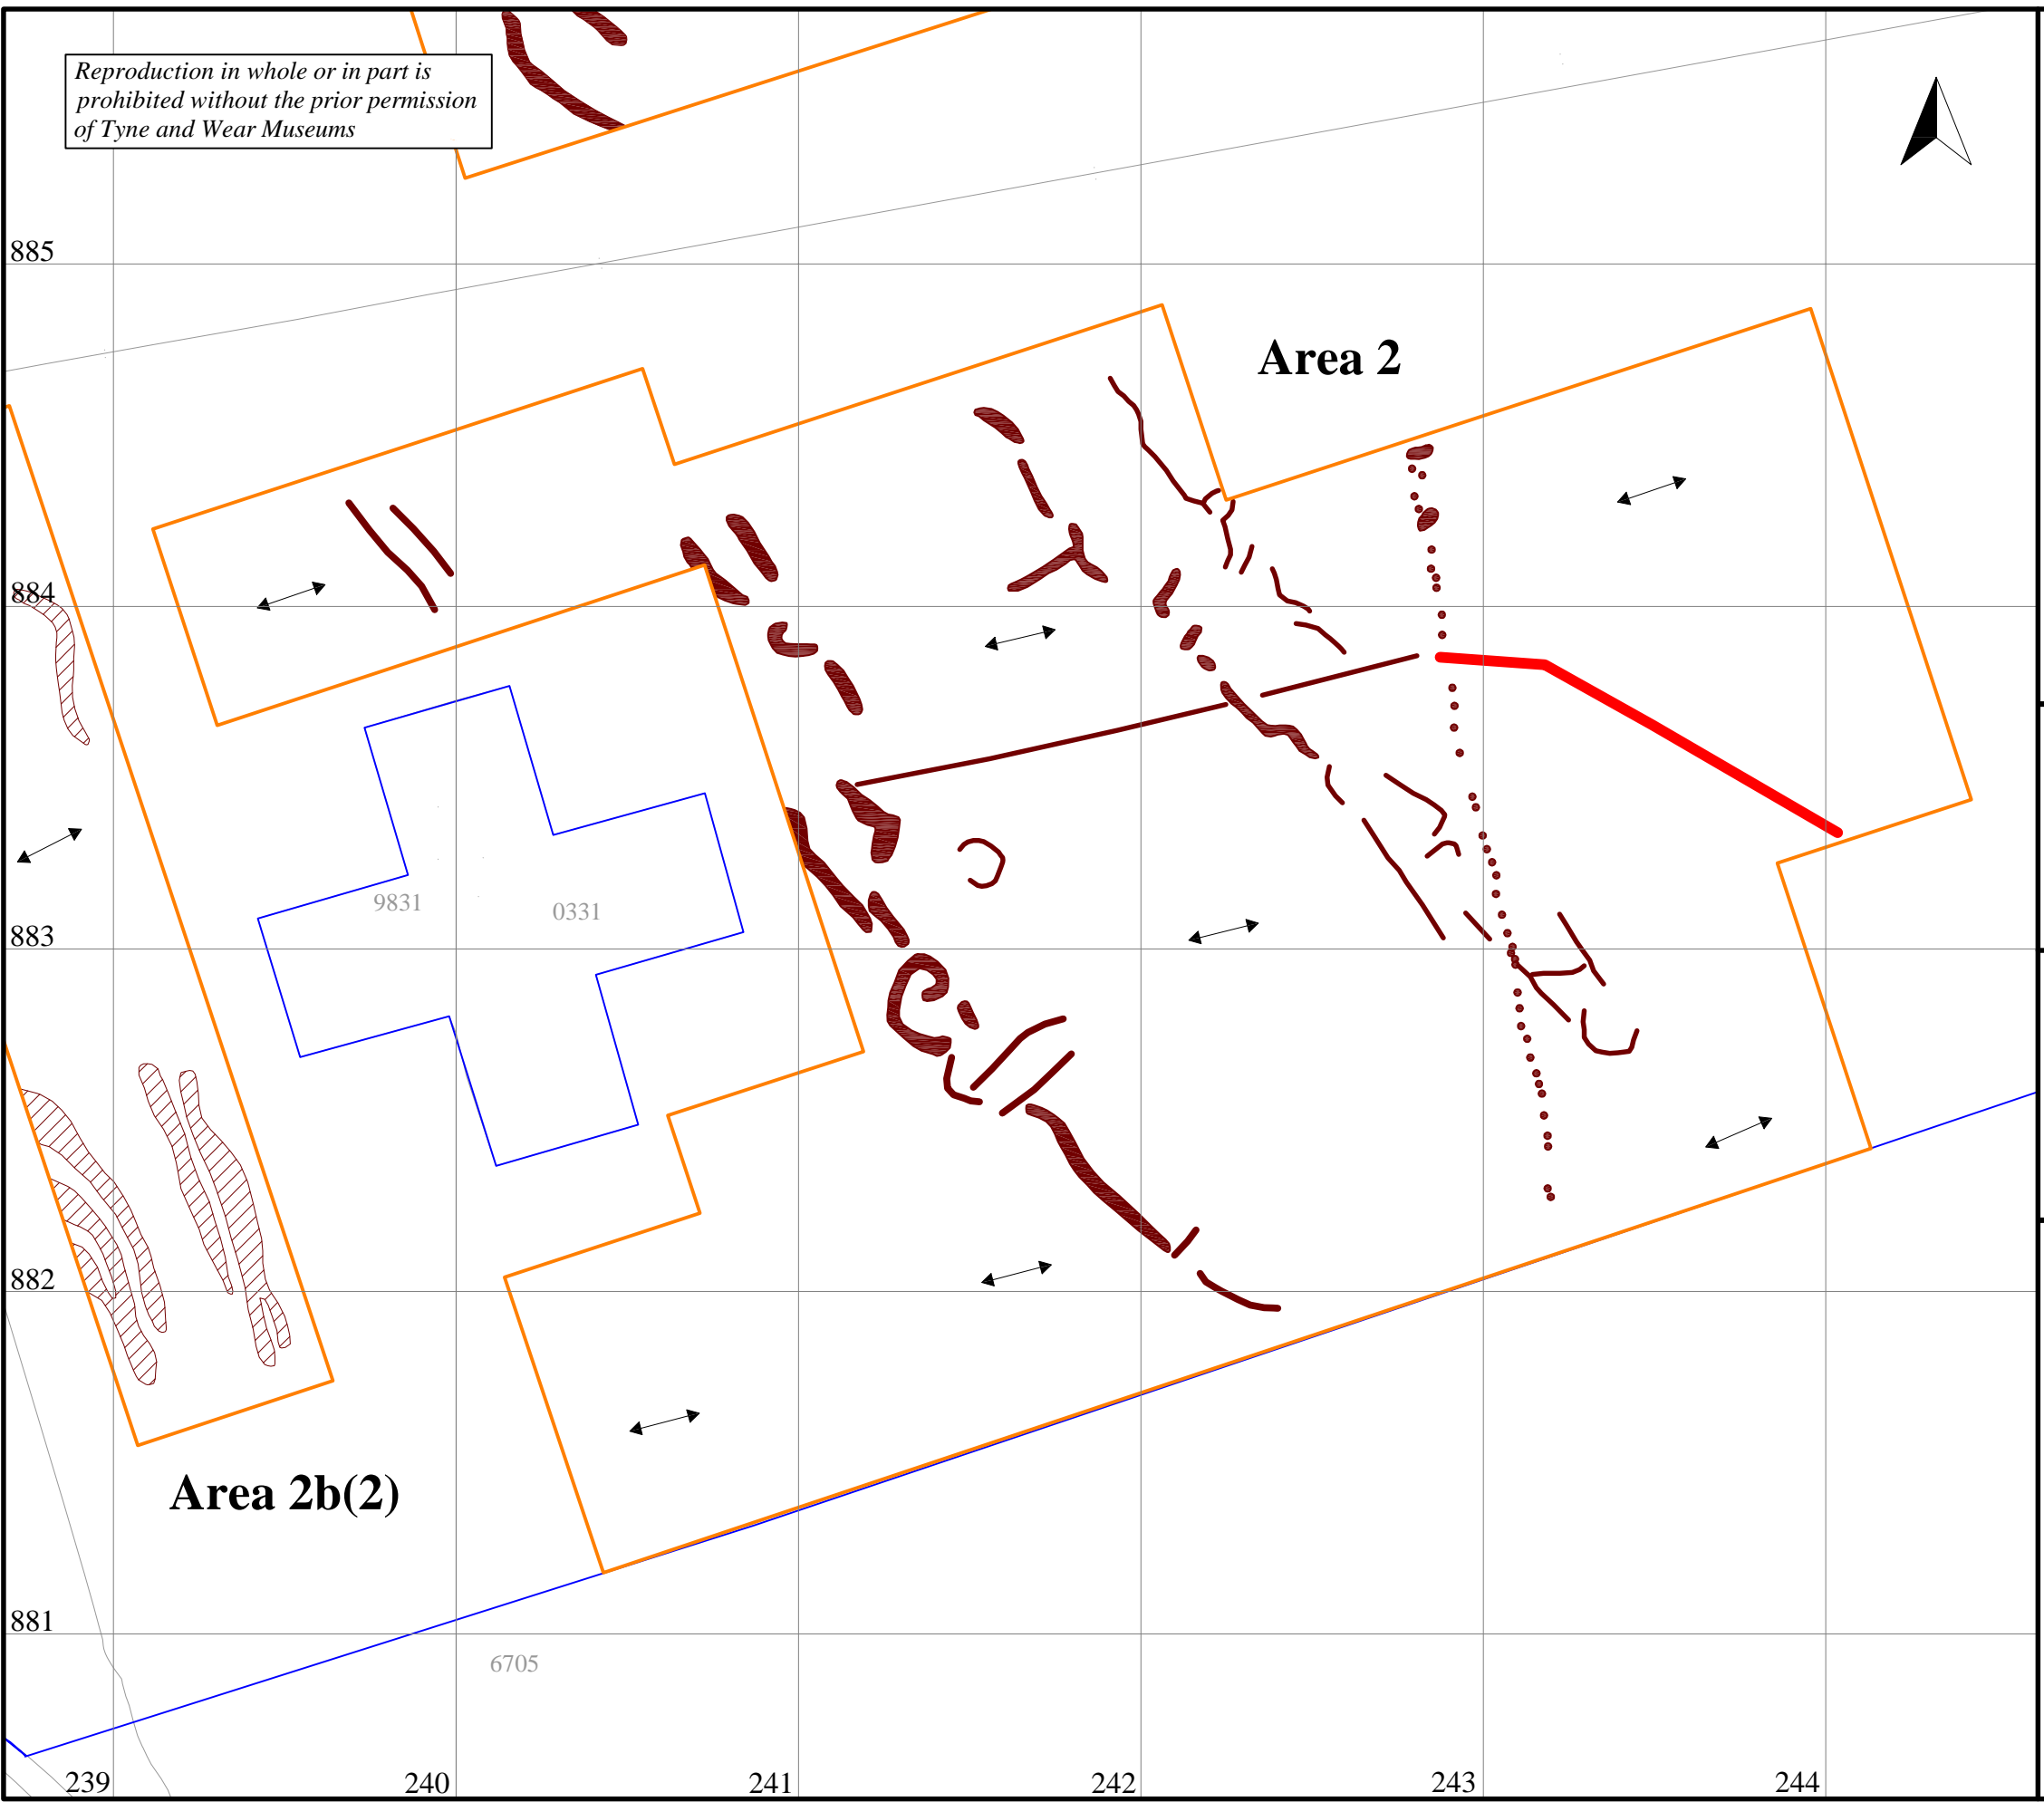 Reproduction in whole or in part is
prohibited without the prior permission
of Tyne and Wear Museums
885
Area 2
884
9831
0331
883
882
Area 2b(2)
881
6705
239
240
241
242
243
244